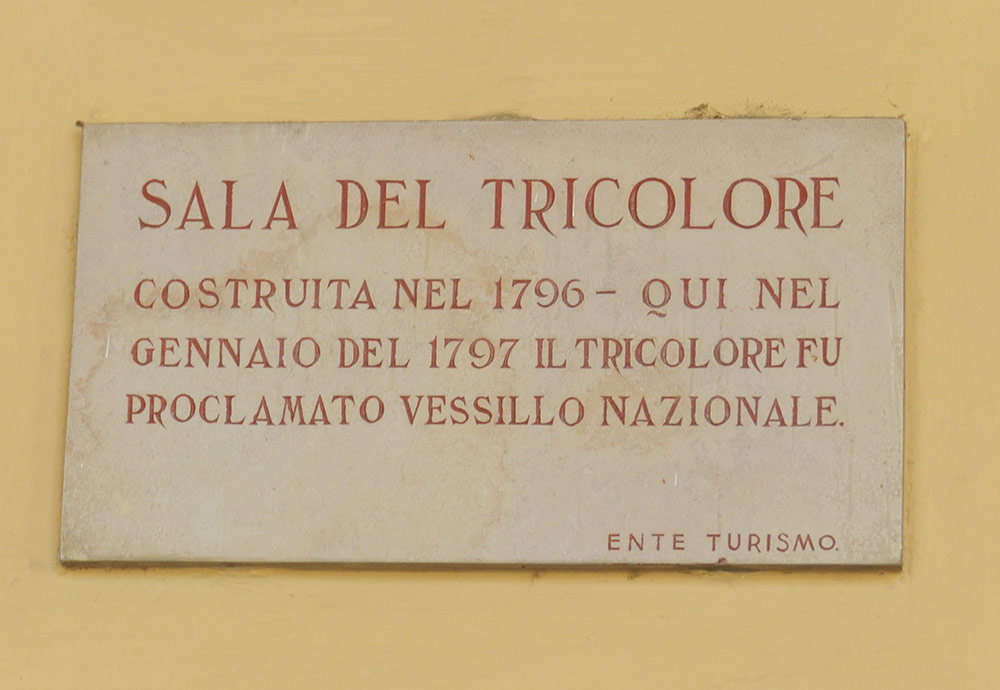 SALA DEL TRICOLORE
COSTRUITA NEL 1796 - QUI NEL
GENNAIO DEL 1797 IL TRICOLORE FU
PROCLAMATO VESSILLO NAZIONALE.
ENTE TURISMO.